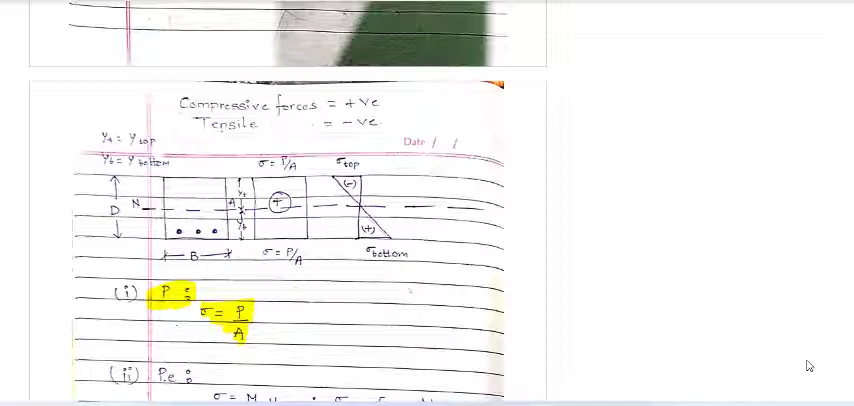 Compressive forces = +ve
Tensile = -ve
Date / /
Yt = Y top
Yb = Y bottom
σ = P/A
σtop
(-)
Yt
+
D
N
A
Yb
(+)
B
σ = P/A
σbottom
(i) P :
σ = P
A
(ii) P.e :
σ = M